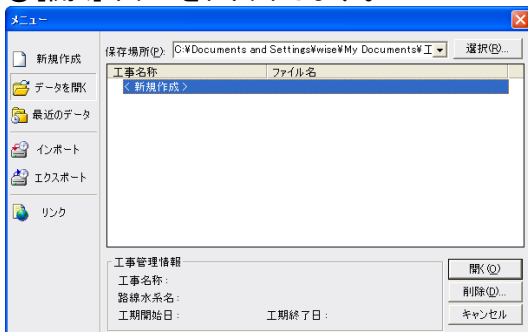 メニュー
新規作成
データを開く
最近のデータ
インポート
エクスポート
リンク
保存場所(P): C:¥Documents and Settings¥wise¥My Documents¥工 選択(R)...
工事名称 ファイル名
<新規作成>
工事管理情報
工事名称:
路線水系名:
工期開始日: 工期終了日:
開く(O)
削除(D)...
キャンセル